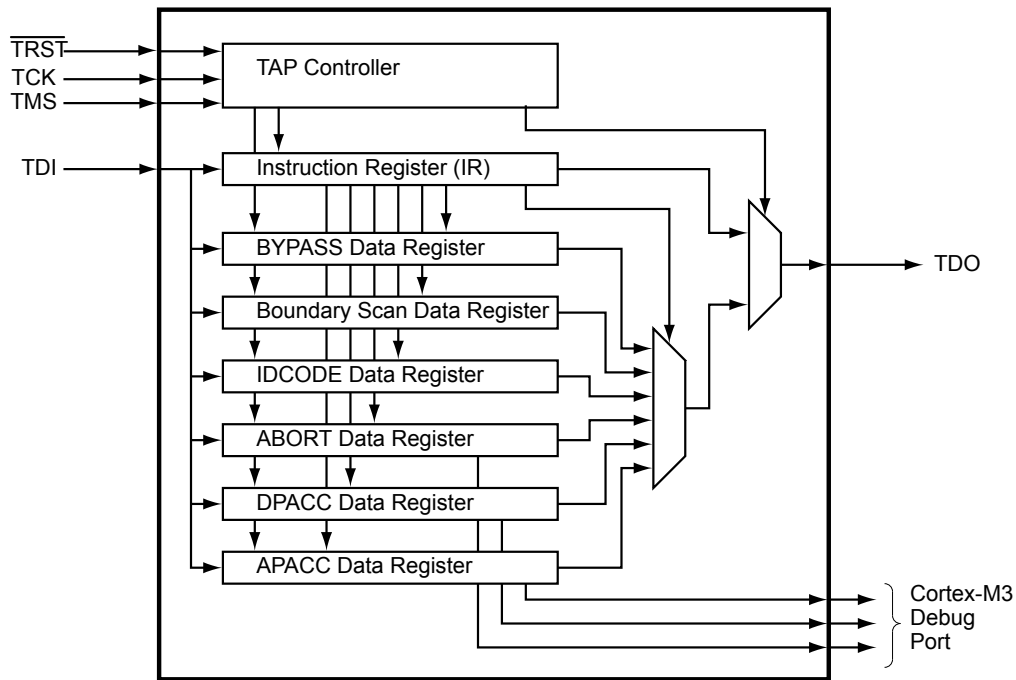 TRST
TCK
TMS
TDI
TAP Controller
Instruction Register (IR)
BYPASS Data Register
Boundary Scan Data Register
IDCODE Data Register
ABORT Data Register
DPACC Data Register
APACC Data Register
TDO
Cortex-M3
Debug
Port